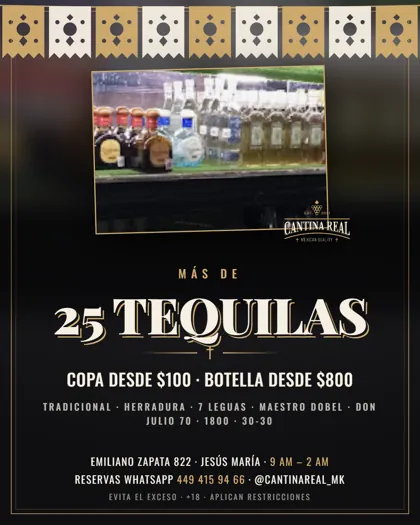 CANTINA REAL
MEXICAN QUALITY
MÁS DE
25 TEQUILAS
COPA DESDE $100 · BOTELLA DESDE $800
TRADICIONAL · HERRADURA · 7 LEGUAS · MAESTRO DOBEL · DON
JULIO 70 · 1800 · 30-30
EMILIANO ZAPATA 822 · JESÚS MARÍA · 9 AM – 2 AM
RESERVAS WHATSAPP 449 415 94 66 · @CANTINAREAL_MK
EVITA EL EXCESO · +18 · APLICAN RESTRICCIONES